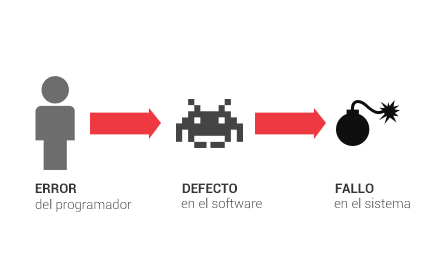 ERROR
del programador
DEFECTO
en el software
FALLO
en el sistema